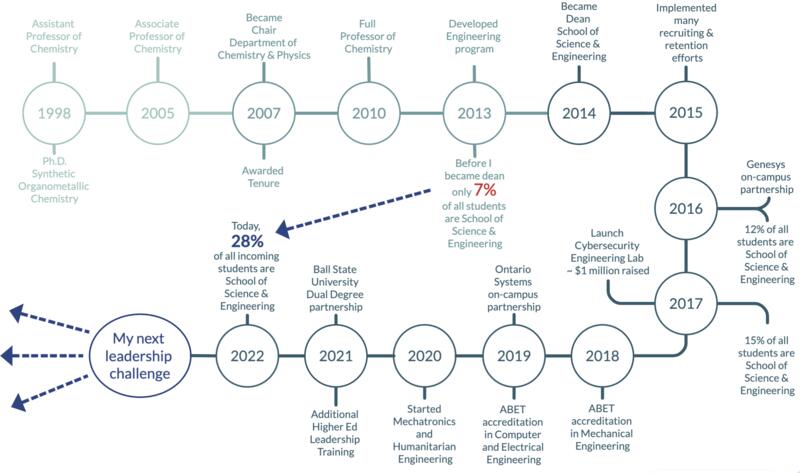 Assistant
Professor of
Chemistry
1998
Ph.D.
Synthetic
Organometallic
Chemistry
Associate
Professor of
Chemistry
2005
Became
Chair
Department of
Chemistry & Physics
2007
Awarded
Tenure
Full
Professor of
Chemistry
2010
Developed
Engineering
program
2013
Before I
became dean
only 7%
of all students
are School of
Science &
Engineering
Became
Dean
School of
Science &
Engineering
2014
Implemented
many
recruiting &
retention
efforts
2015
Genesys
on-campus
partnership
2016
12% of all
students are
School of
Science &
Engineering
Launch
Cybersecurity
Engineering Lab
~ $1 million raised
2017
15% of all
students are
School of
Science &
Engineering
2018
ABET
accreditation
in Mechanical
Engineering
Ontario
Systems
on-campus
partnership
2019
ABET
accreditation
in Computer
and Electrical
Engineering
2020
Started
Mechatronics
and
Humanitarian
Engineering
Ball State
University
Dual Degree
partnership
2021
Additional
Higher Ed
Leadership
Training
Today,
28%
of all incoming
students are
School of
Science &
Engineering
2022
My next
leadership
challenge